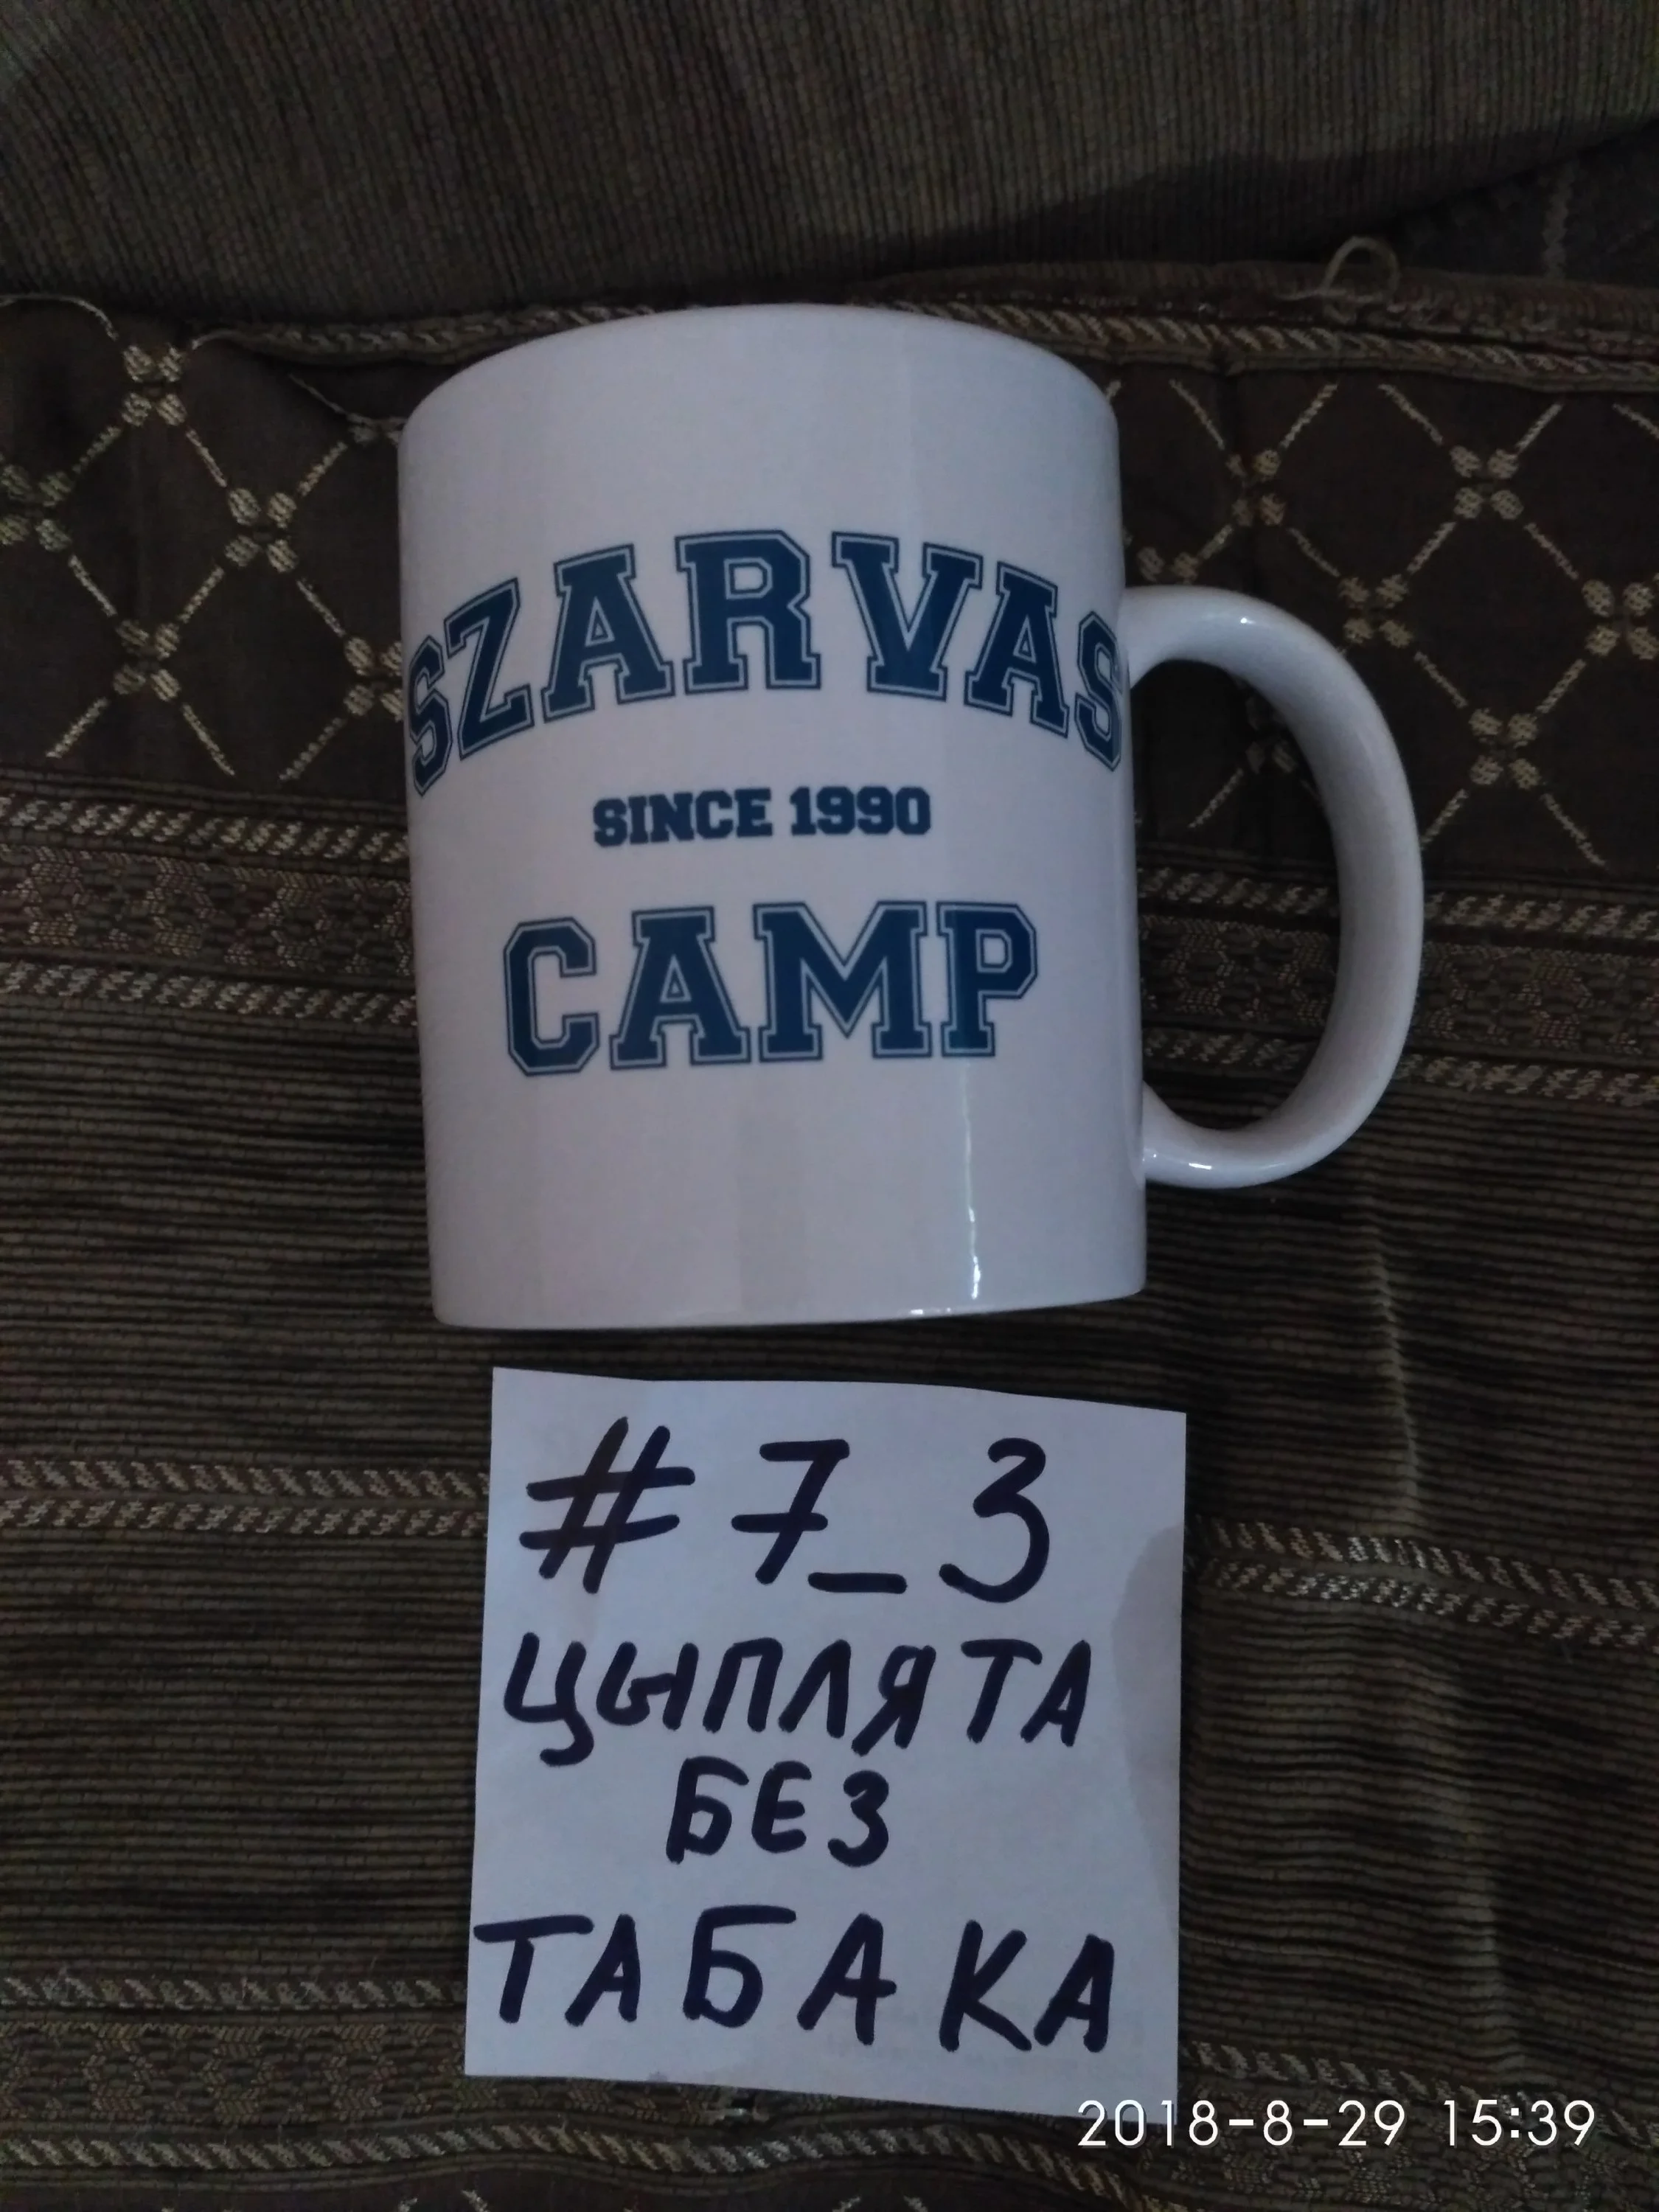 SZARVAS
SINCE 1990
CAMP
#7_3
ЦЫПЛЯТА
БЕЗ
ТАБАКА
2018-8-29 15:39